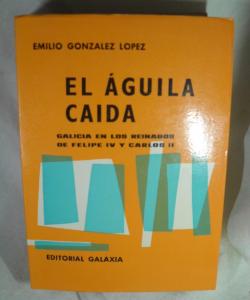 EMILIO GONZALEZ LOPEZ
EL ÁGUILA
CAIDA
GALICIA EN LOS REINADOS
DE FELIPE IV Y CARLOS II
EDITORIAL GALAXIA